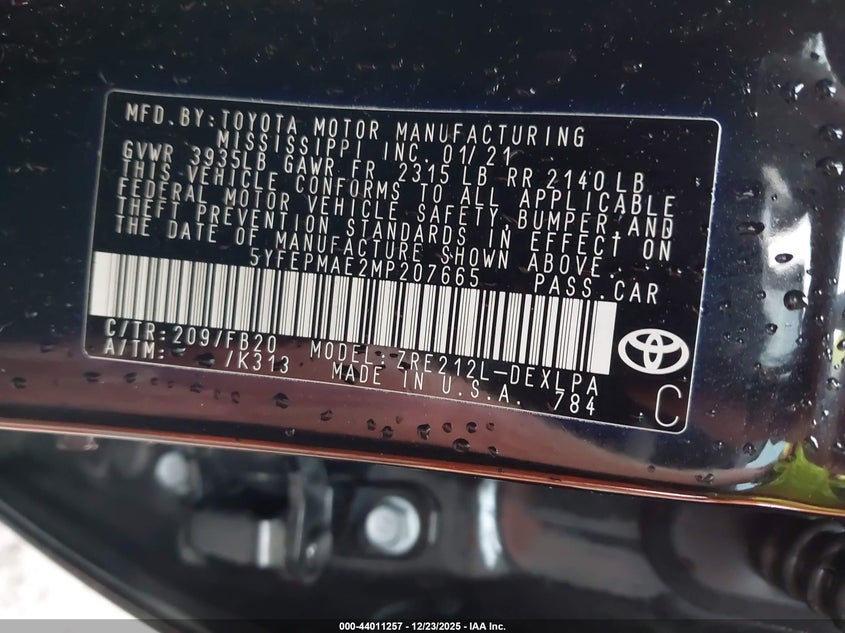 MFD.BY:TOYOTA MOTOR MANUFACTURING
MISSISSIPPI INC. 01/21
GVWR 3935LB GAWR FR 2315LB RR 2140LB
THIS VEHICLE CONFORMS TO ALL APPLICABLE
FEDERAL MOTOR VEHICLE SAFETY,BUMPER,AND
THEFT PREVENTION STANDARDS IN EFFECT ON
THE DATE OF MANUFACTURE SHOWN ABOVE.
5YFEPMAE2MP207665 PASS.CAR
C/TR:209/FB20 MODEL:ZRE212L-DEXLPA
A/TM: /K313 MADE IN U.S.A. 784
C
000-44011257 - 12/23/2025 - IAA Inc.